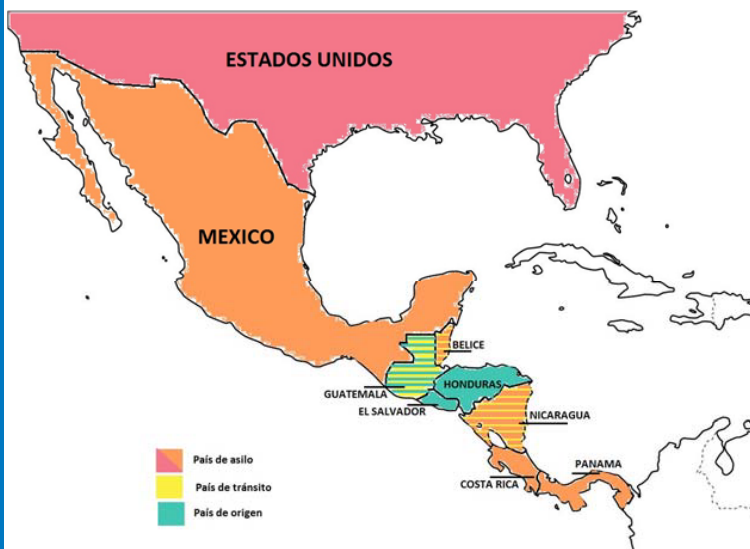 ESTADOS UNIDOS
MEXICO
BELICE
HONDURAS
GUATEMALA
EL SALVADOR
NICARAGUA
PANAMA
COSTA RICA
País de asilo
País de tránsito
País de origen